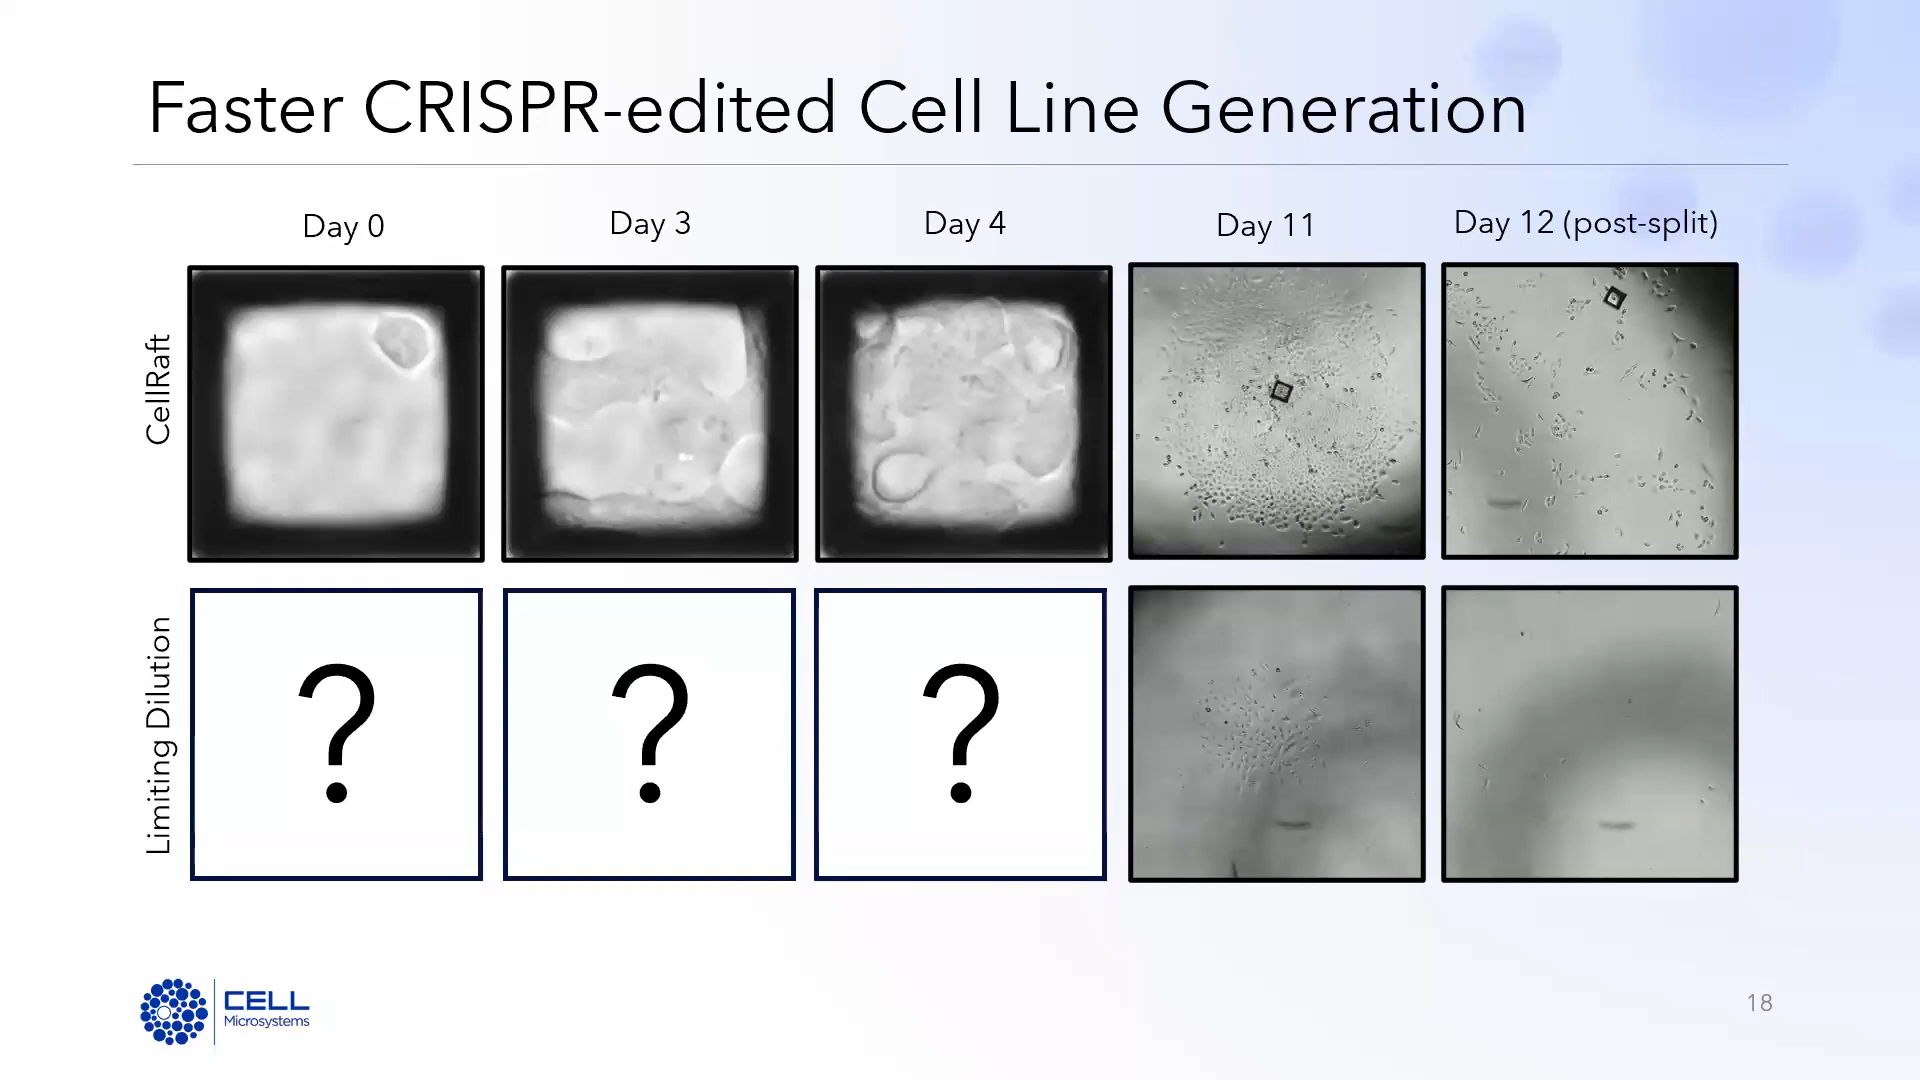 Faster CRISPR-edited Cell Line Generation
Day 0
Day 3
Day 4
Day 11
Day 12 (post-split)
CellRaft
Limiting Dilution
?
?
?
CELL
Microsystems
18